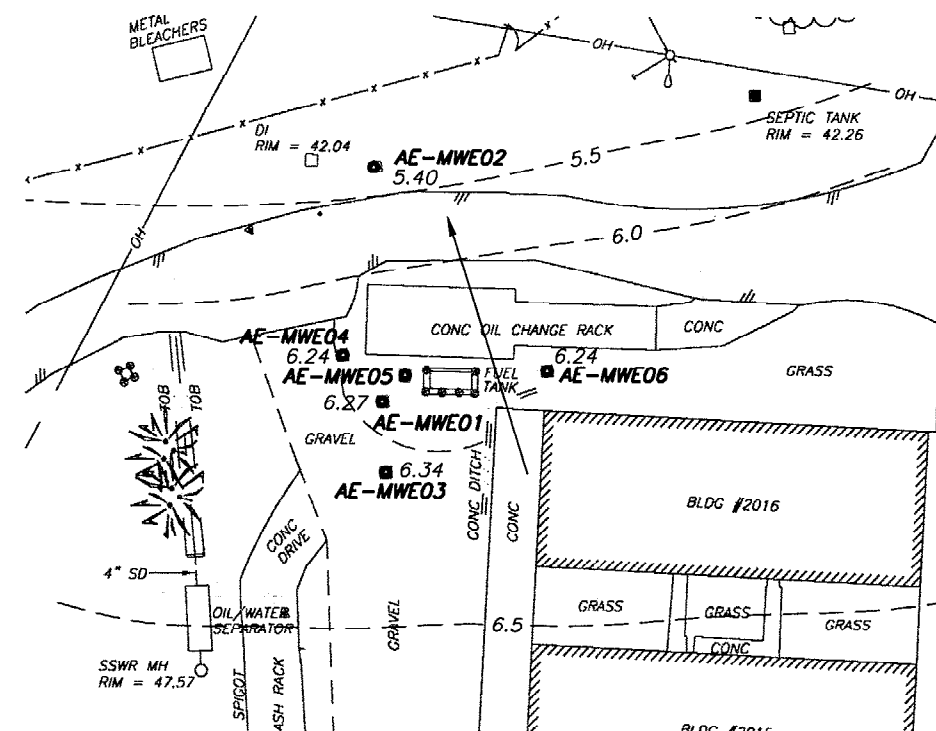 METAL
BLEACHERS
OH
OH
DI
RIM = 42.04
SEPTIC TANK
RIM = 42.26
AE-MWE02
5.40
5.5
OH
6.0
AE-MWE04
6.24
CONC OIL CHANGE RACK
CONC
6.24
AE-MWE05
FUEL
TANK
AE-MWE06
GRASS
TOB
TOB
6.27
AE-MWE01
GRAVEL
6.34
AE-MWE03
CONC DITCH
CONC
BLDG #2016
CONC
DRIVE
4" SD
OIL/WATER
SEPARATOR
GRAVEL
6.5
GRASS
GRASS
GRASS
CONC
SSWR MH
RIM = 47.57
SPIGOT
ASH RACK